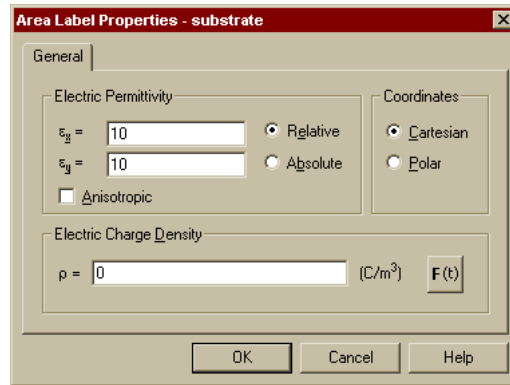 Area Label Properties - substrate
General
Electric Permittivity
Coordinates
εx = 10
Relative
Cartesian
εy = 10
Absolute
Polar
Anisotropic
Electric Charge Density
ρ = 0 (C/m³) F(t)
OK Cancel Help